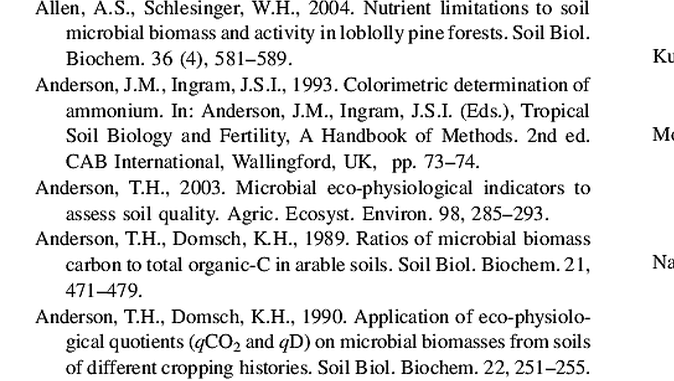 Allen, A.S., Schlesinger, W.H., 2004. Nutrient limitations to soil
microbial biomass and activity in loblolly pine forests. Soil Biol.
Biochem. 36 (4), 581–589.
Anderson, J.M., Ingram, J.S.I., 1993. Colorimetric determination of
ammonium. In: Anderson, J.M., Ingram, J.S.I. (Eds.), Tropical
Soil Biology and Fertility, A Handbook of Methods. 2nd ed.
CAB International, Wallingford, UK, pp. 73–74.
Anderson, T.H., 2003. Microbial eco-physiological indicators to
assess soil quality. Agric. Ecosyst. Environ. 98, 285–293.
Anderson, T.H., Domsch, K.H., 1989. Ratios of microbial biomass
carbon to total organic-C in arable soils. Soil Biol. Biochem. 21,
471–479.
Anderson, T.H., Domsch, K.H., 1990. Application of eco-physiolo-
gical quotients (qCO₂ and qD) on microbial biomasses from soils
of different cropping histories. Soil Biol. Biochem. 22, 251–255.
Ku
Na